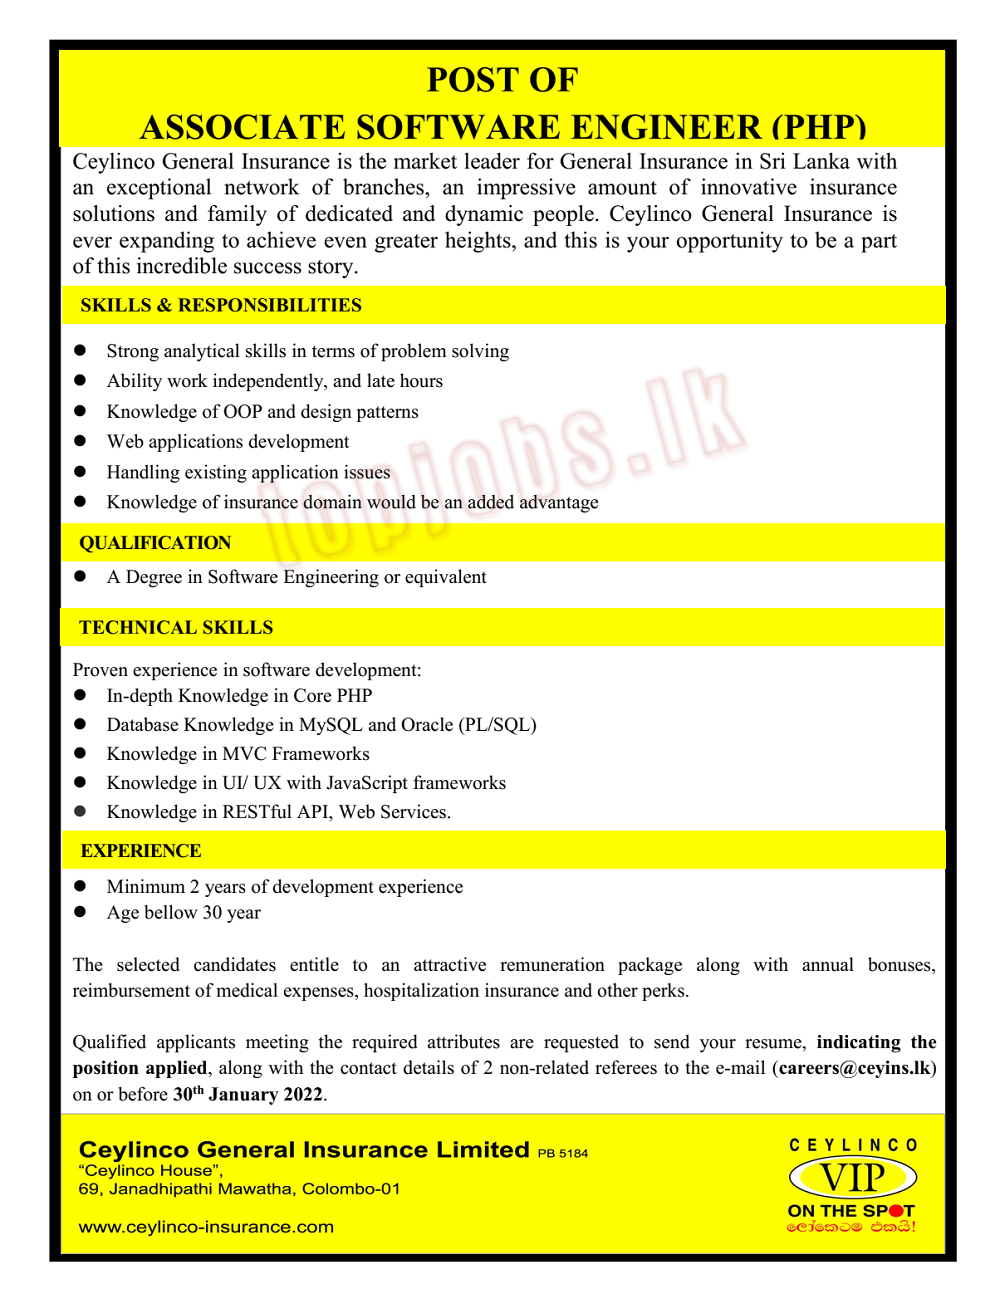 POST OF
ASSOCIATE SOFTWARE ENGINEER (PHP)
Ceylinco General Insurance is the market leader for General Insurance in Sri Lanka with
an exceptional network of branches, an impressive amount of innovative insurance
solutions and family of dedicated and dynamic people. Ceylinco General Insurance is
ever expanding to achieve even greater heights, and this is your opportunity to be a part
of this incredible success story.
SKILLS & RESPONSIBILITIES
● Strong analytical skills in terms of problem solving
● Ability work independently, and late hours
● Knowledge of OOP and design patterns
● Web applications development
● Handling existing application issues
● Knowledge of insurance domain would be an added advantage
topjobs.lk
QUALIFICATION
● A Degree in Software Engineering or equivalent
TECHNICAL SKILLS
Proven experience in software development:
● In-depth Knowledge in Core PHP
● Database Knowledge in MySQL and Oracle (PL/SQL)
● Knowledge in MVC Frameworks
● Knowledge in UI/ UX with JavaScript frameworks
● Knowledge in RESTful API, Web Services.
EXPERIENCE
● Minimum 2 years of development experience
● Age bellow 30 year
The selected candidates entitle to an attractive remuneration package along with annual bonuses,
reimbursement of medical expenses, hospitalization insurance and other perks.
Qualified applicants meeting the required attributes are requested to send your resume, indicating the
position applied, along with the contact details of 2 non-related referees to the e-mail (careers@ceyins.lk)
on or before 30th January 2022.
Ceylinco General Insurance Limited PB 5184
“Ceylinco House”,
69, Janadhipathi Mawatha, Colombo-01
www.ceylinco-insurance.com
CEYLINCO
VIP
ON THE SPOT
ලෝකෙටම එකයි!